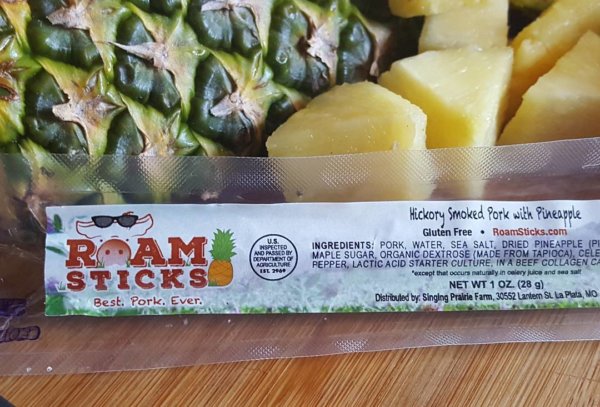 Hickory Smoked Pork with Pineapple
Gluten Free • RoamSticks.com
ROAM
STICKS
Best. Pork. Ever.
U.S.
INSPECTED
AND PASSED BY
DEPARTMENT OF
AGRICULTURE
EST.
INGREDIENTS: PORK, WATER, SEA SALT, DRIED PINEAPPLE (PI
MAPLE SUGAR, ORGANIC DEXTROSE (MADE FROM TAPIOCA), CELE
PEPPER, LACTIC ACID STARTER CULTURE, IN A BEEF COLLAGEN CA
*except that occurs naturally in celery juice and sea salt
NET WT 1 OZ. (28 g)
Distributed by: Singing Prairie Farm, 30552 Lantern St. La Plata, MO